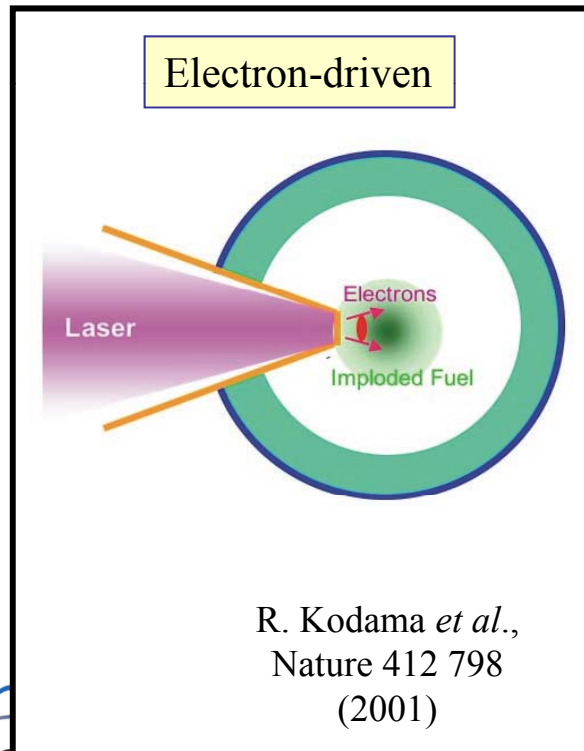 Electron-driven
Electrons
Laser
Imploded Fuel
R. Kodama et al.,
Nature 412 798
(2001)